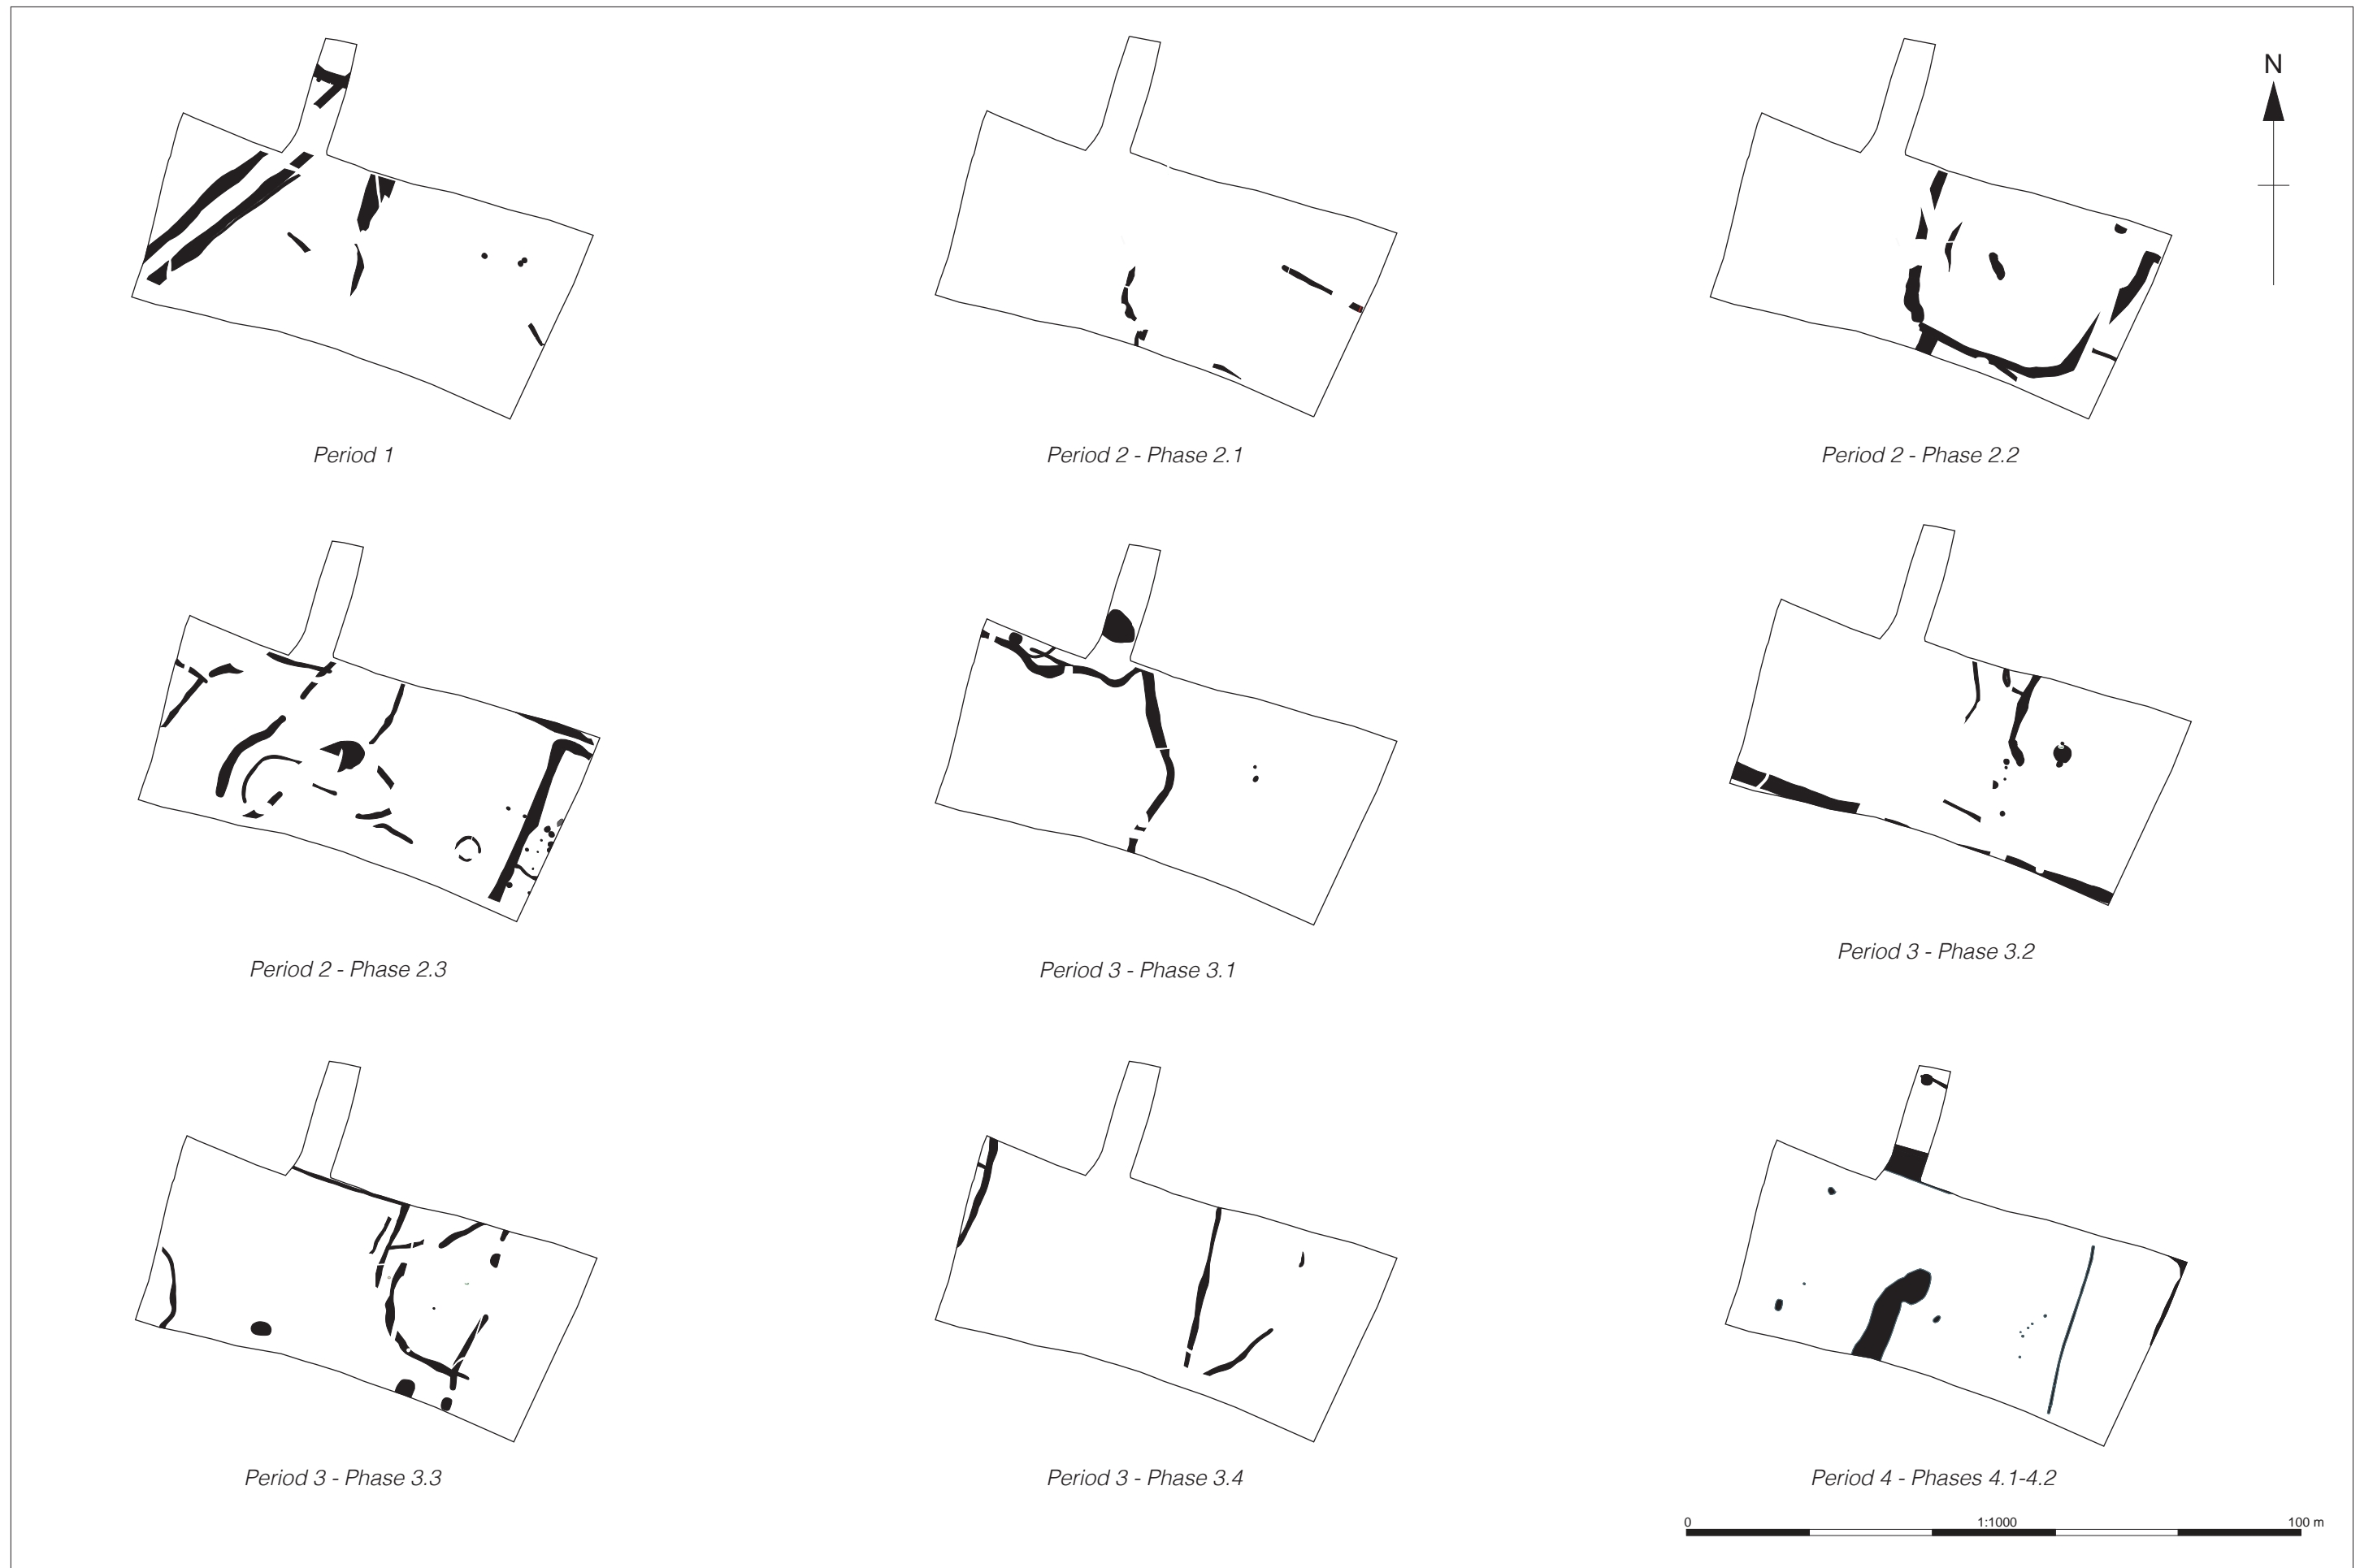 N
Period 1
Period 2 - Phase 2.1
Period 2 - Phase 2.2
Period 2 - Phase 2.3
Period 3 - Phase 3.1
Period 3 - Phase 3.2
Period 3 - Phase 3.3
Period 3 - Phase 3.4
Period 4 - Phases 4.1-4.2
0 1:1000 100 m